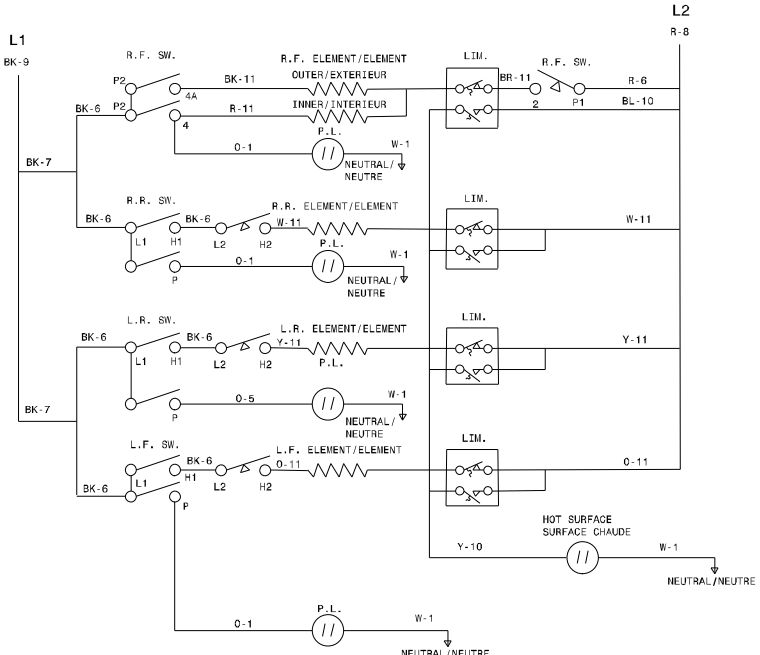 L1
BK-9
L2
R-8
R.F. SW.
R.F. ELEMENT/ELEMENT
OUTER/EXTERIEUR
LIM.
R.F. SW.
P2
4A
BK-11
BR-11
2
P1
R-6
BK-6
P2
4
R-11
INNER/INTERIEUR
BL-10
P.L.
O-1
W-1
NEUTRAL/
NEUTRE
BK-7
R.R. SW.
R.R. ELEMENT/ELEMENT
LIM.
BK-6
L1
H1
BK-6
L2
H2
W-11
W-11
P.L.
P
O-1
W-1
NEUTRAL/
NEUTRE
L.R. SW.
L.R. ELEMENT/ELEMENT
LIM.
BK-6
L1
H1
BK-6
L2
H2
Y-11
Y-11
P.L.
P
O-5
W-1
NEUTRAL/
NEUTRE
BK-7
L.F. SW.
L.F. ELEMENT/ELEMENT
LIM.
BK-6
L1
H1
BK-6
L2
H2
O-11
O-11
P
HOT SURFACE
SURFACE CHAUDE
Y-10
W-1
NEUTRAL/NEUTRE
P.L.
O-1
W-1
NEUTRAL/NEUTRE